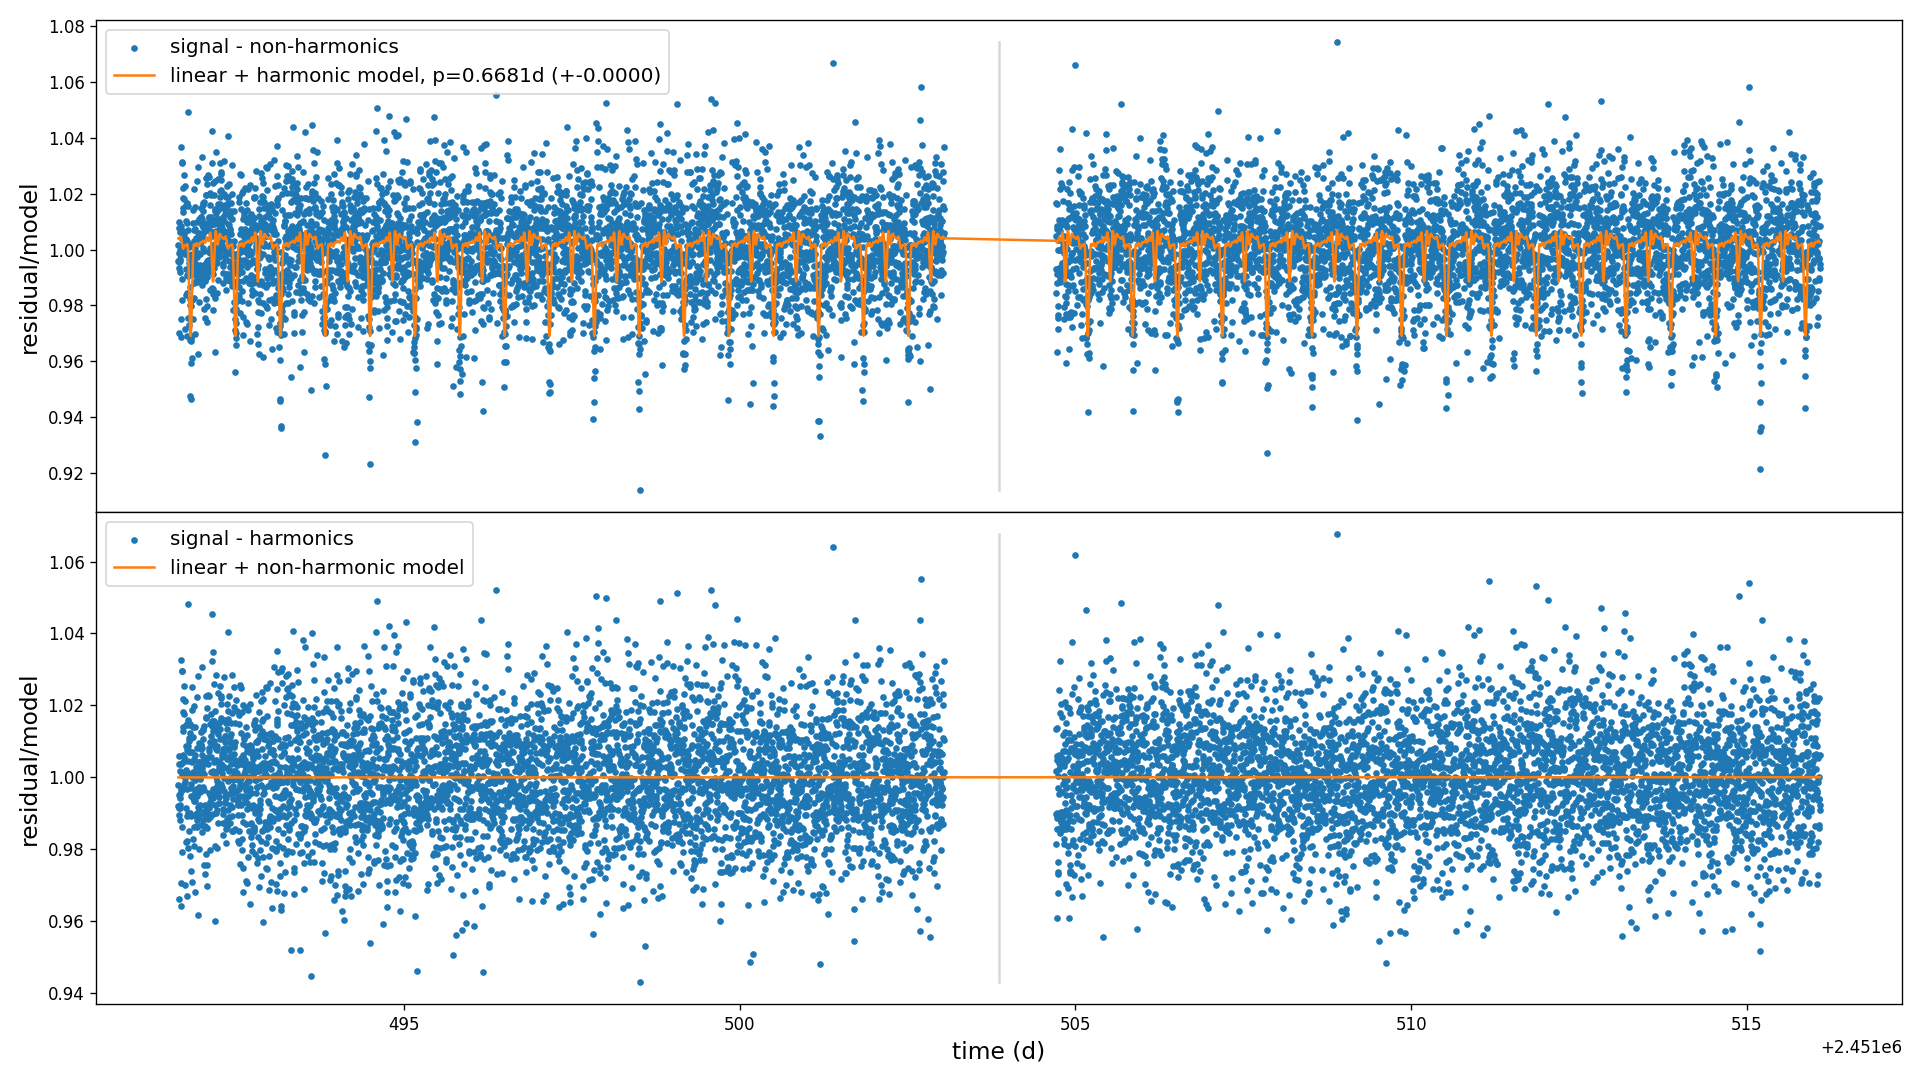 1.08
1.06
1.04
1.02
1.00
0.98
0.96
0.94
0.92
residual/model
signal - non-harmonics
linear + harmonic model, p=0.6681d (+-0.0000)
1.06
1.04
1.02
1.00
0.98
0.96
0.94
residual/model
signal - harmonics
linear + non-harmonic model
495
500
505
510
515
time (d)
+2.451e6